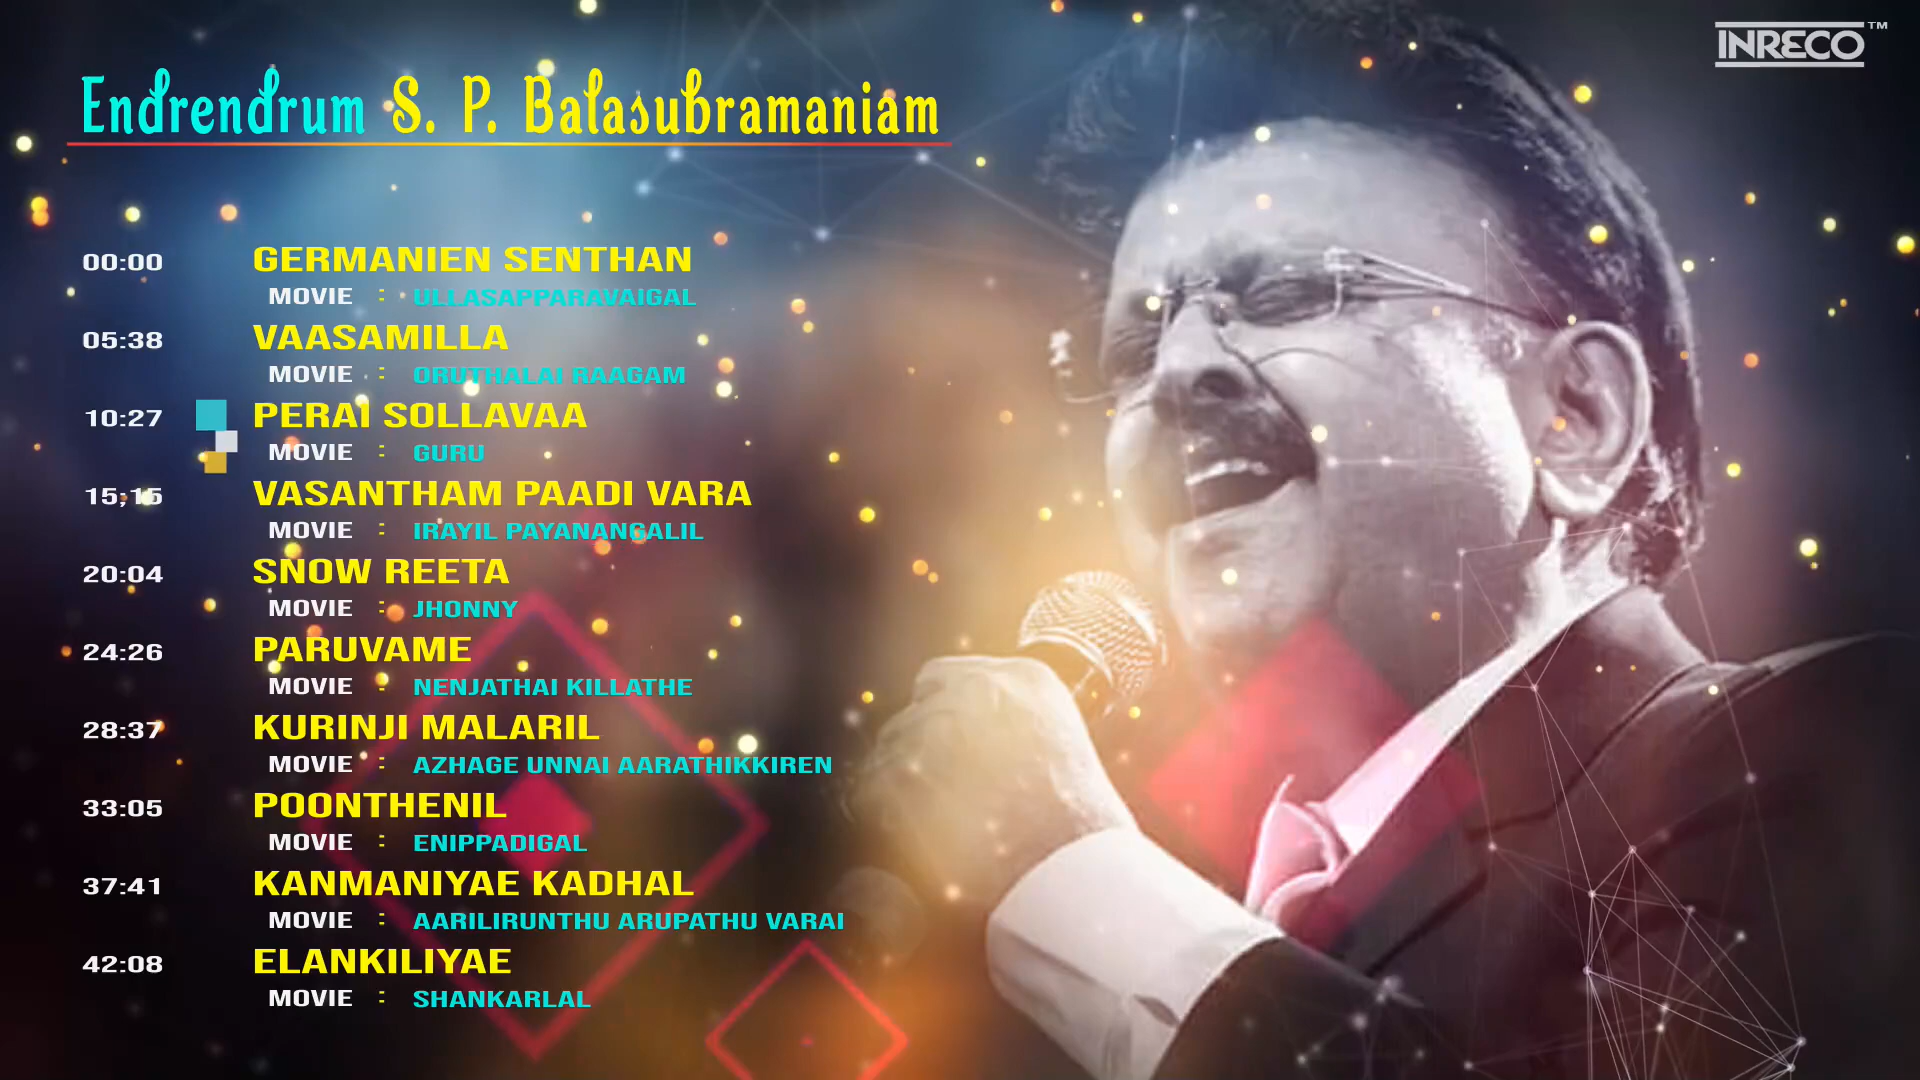 INRECO™
Endrendrum S. P. Balasubramaniam
00:00 GERMANIEN SENTHAN
MOVIE : ULLASAPPARAVAIGAL
05:38 VAASAMILLA
MOVIE : ORUTHALAI RAAGAM
10:27 PERAI SOLLAVAA
MOVIE : GURU
15;15 VASANTHAM PAADI VARA
MOVIE : IRAYIL PAYANANGALIL
20:04 SNOW REETA
MOVIE : JHONNY
24:26 PARUVAME
MOVIE : NENJATHAI KILLATHE
28:37 KURINJI MALARIL
MOVIE : AZHAGE UNNAI AARATHIKKIREN
33:05 POONTHENIL
MOVIE : ENIPPADIGAL
37:41 KANMANIYAE KADHAL
MOVIE : AARILIRUNTHU ARUPATHU VARAI
42:08 ELANKILIYAE
MOVIE : SHANKARLAL